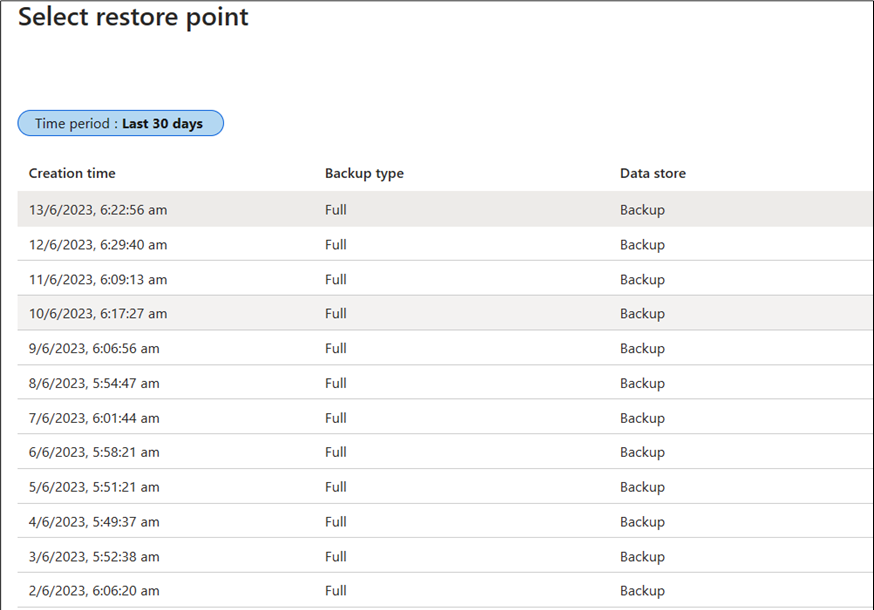 Select restore point
Time period : Last 30 days
Creation time Backup type Data store
13/6/2023, 6:22:56 am Full Backup
12/6/2023, 6:29:40 am Full Backup
11/6/2023, 6:09:13 am Full Backup
10/6/2023, 6:17:27 am Full Backup
9/6/2023, 6:06:56 am Full Backup
8/6/2023, 5:54:47 am Full Backup
7/6/2023, 6:01:44 am Full Backup
6/6/2023, 5:58:21 am Full Backup
5/6/2023, 5:51:21 am Full Backup
4/6/2023, 5:49:37 am Full Backup
3/6/2023, 5:52:38 am Full Backup
2/6/2023, 6:06:20 am Full Backup